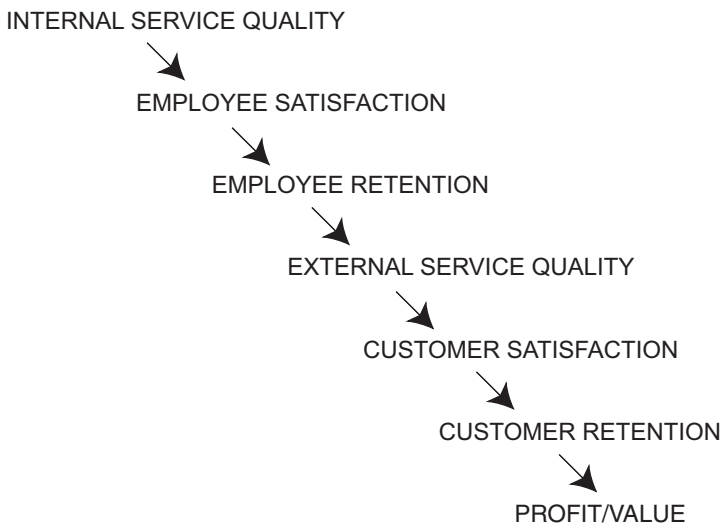 INTERNAL SERVICE QUALITY
EMPLOYEE SATISFACTION
EMPLOYEE RETENTION
EXTERNAL SERVICE QUALITY
CUSTOMER SATISFACTION
CUSTOMER RETENTION
PROFIT/VALUE